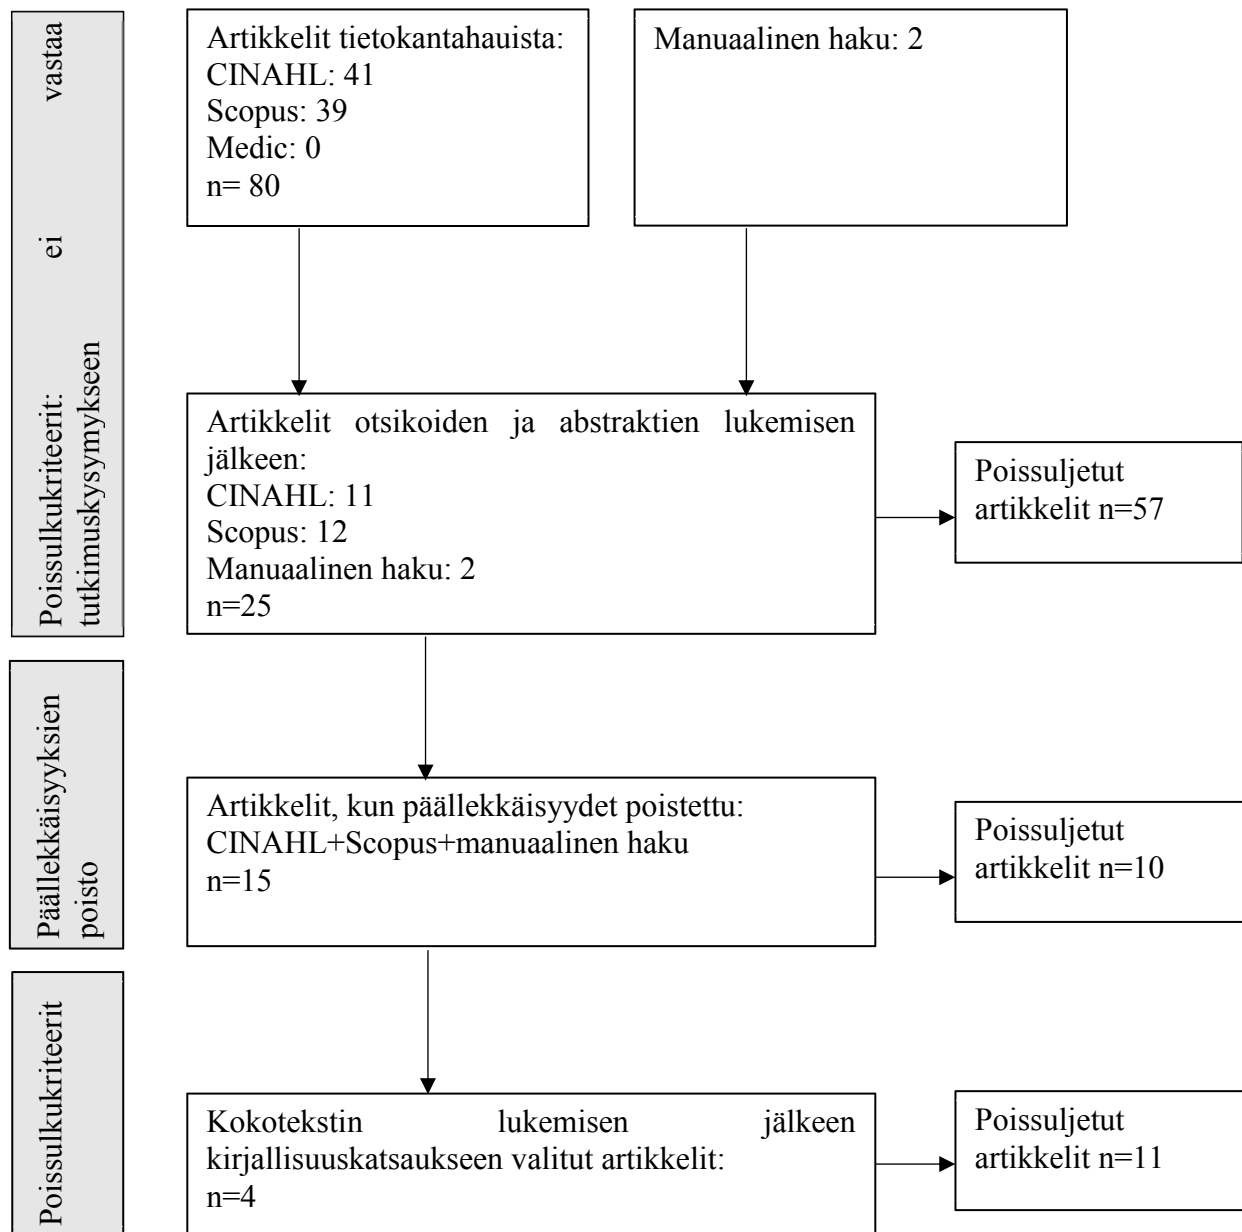 Poissulkukriteerit: ei vastaa
tutkimuskysymykseen
Artikkelit tietokantahauista:
CINAHL: 41
Scopus: 39
Medic: 0
n= 80
Manuaalinen haku: 2
Artikkelit otsikoiden ja abstraktien lukemisen
jälkeen:
CINAHL: 11
Scopus: 12
Manuaalinen haku: 2
n=25
Poissuljetut
artikkelit n=57
Päällekkäisyyksien
poisto
Artikkelit, kun päällekkäisyydet poistettu:
CINAHL+Scopus+manuaalinen haku
n=15
Poissuljetut
artikkelit n=10
Poissulkukriteerit
Kokotekstin lukemisen jälkeen
kirjallisuuskatsaukseen valitut artikkelit:
n=4
Poissuljetut
artikkelit n=11